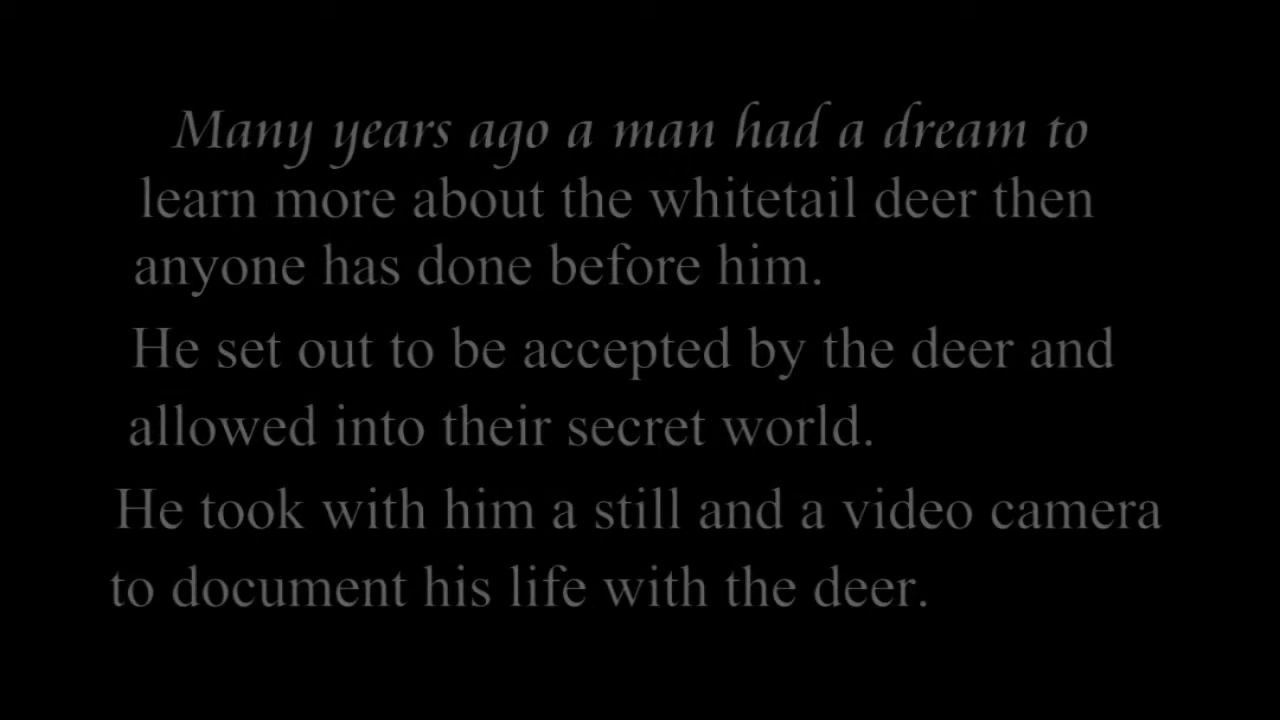 Many years ago a man had a dream to
learn more about the whitetail deer then
anyone has done before him.
He set out to be accepted by the deer and
allowed into their secret world.
He took with him a still and a video camera
to document his life with the deer.